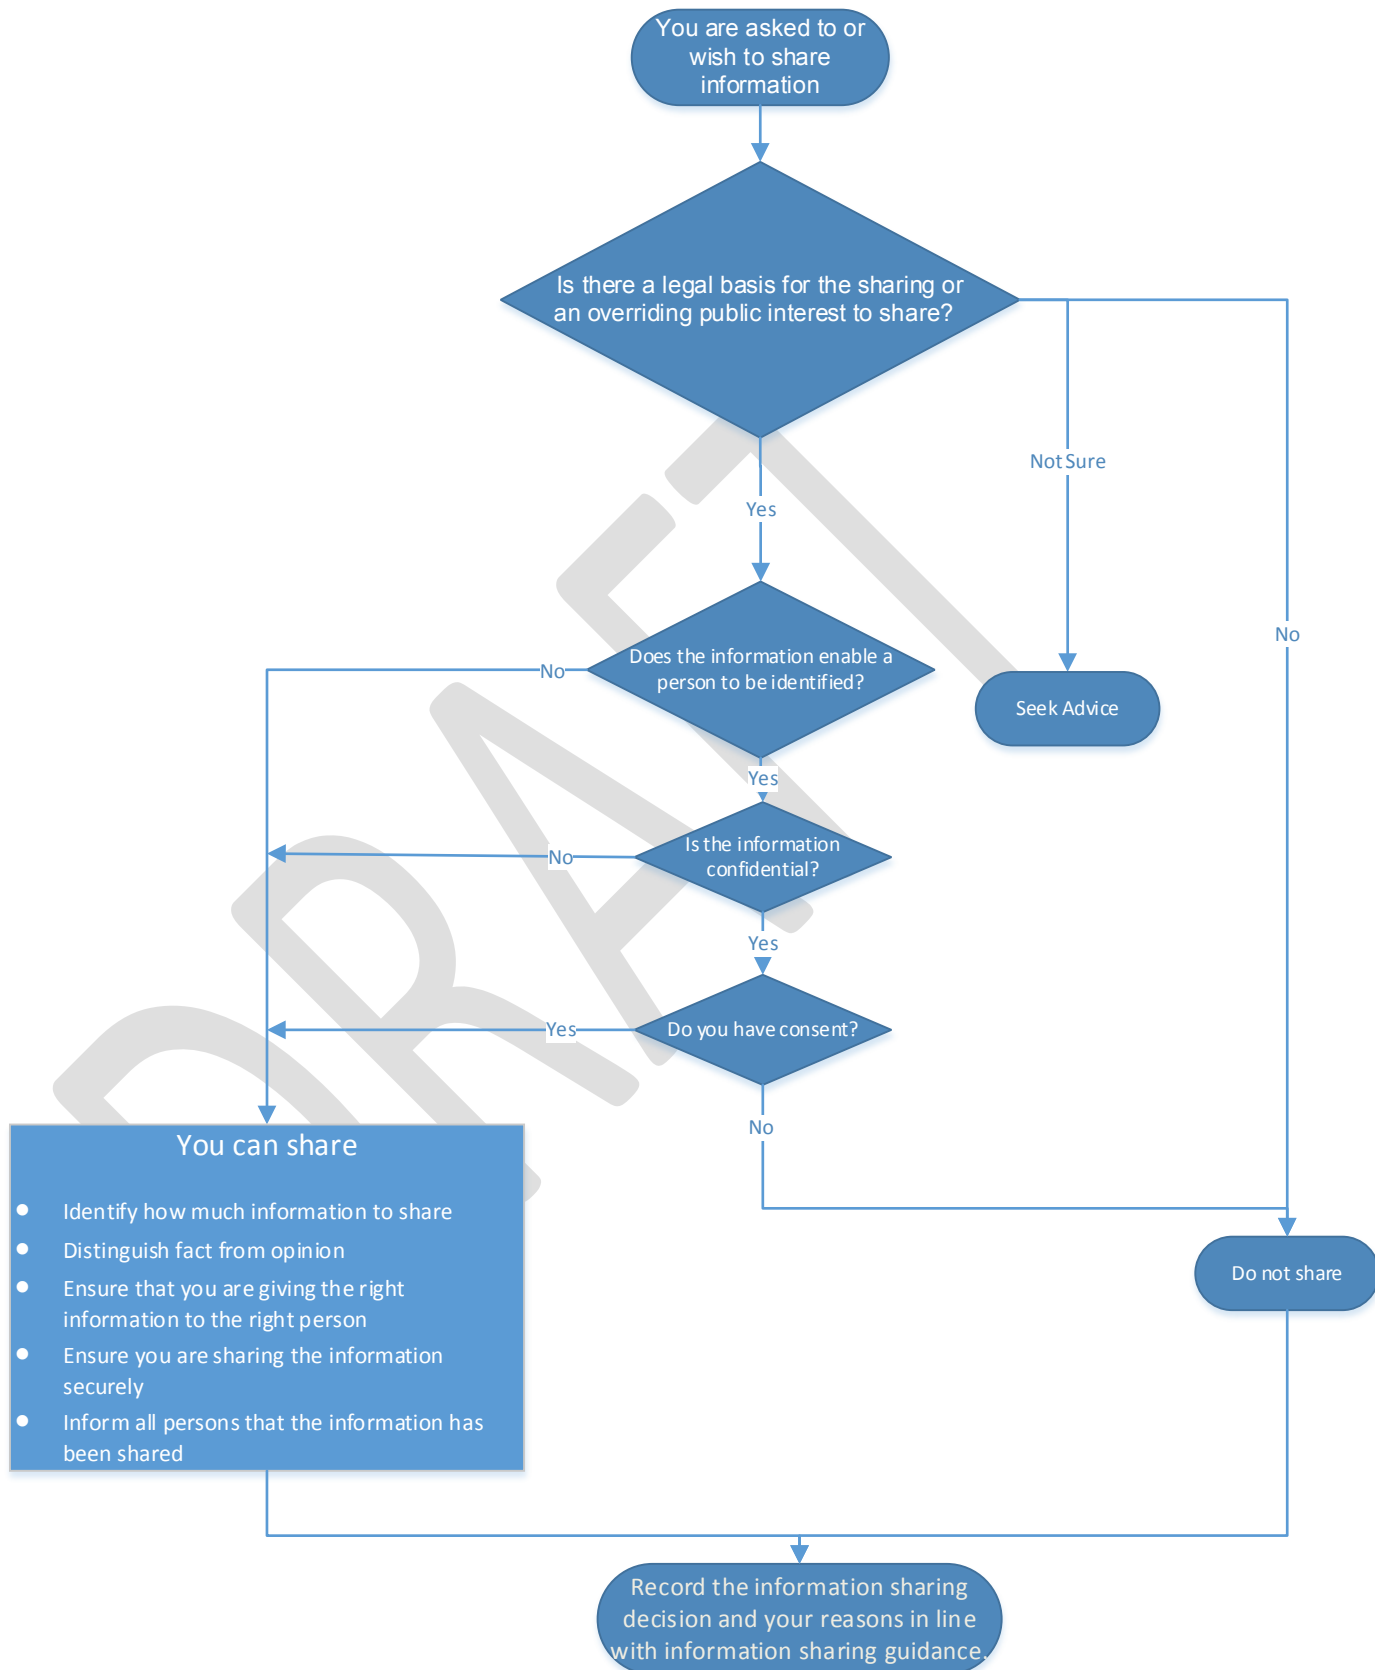 You are asked to or
wish to share
information
Is there a legal basis for the sharing or
an overriding public interest to share?
Not Sure
Yes
No
Does the information enable a
person to be identified?
No
Seek Advice
Yes
Is the information
confidential?
No
Yes
Do you have consent?
Yes
No
You can share
Identify how much information to share
Distinguish fact from opinion
Ensure that you are giving the right
information to the right person
Ensure you are sharing the information
securely
Inform all persons that the information has
been shared
Do not share
Record the information sharing
decision and your reasons in line
with information sharing guidance.
DRAFT